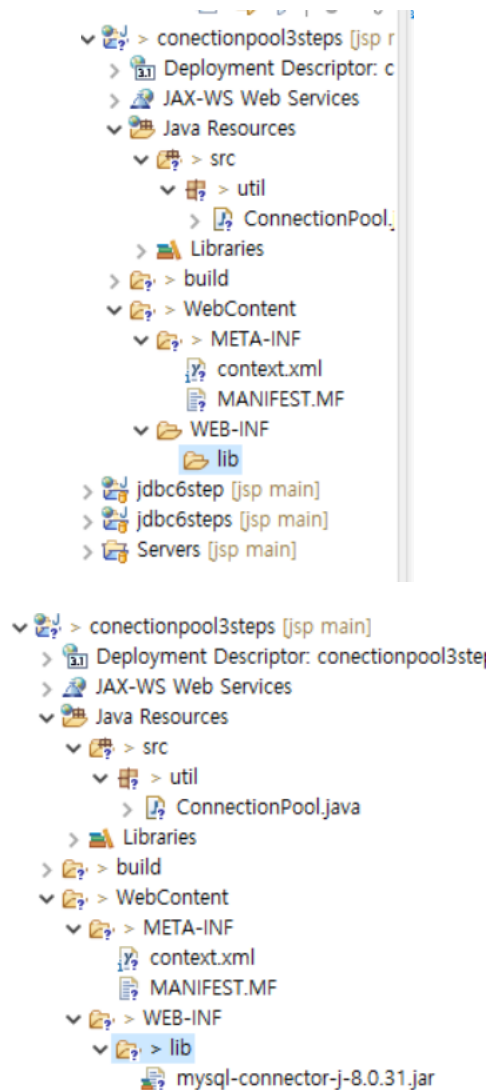 > conectionpool3steps [jsp r
> Deployment Descriptor: c
JAX-WS Web Services
Java Resources
> src
> util
ConnectionPool.j
Libraries
> build
> WebContent
> META-INF
context.xml
MANIFEST.MF
WEB-INF
lib
jdbc6step [jsp main]
jdbc6steps [jsp main]
Servers [jsp main]
> conectionpool3steps [jsp main]
Deployment Descriptor: conectionpool3step
JAX-WS Web Services
Java Resources
> src
> util
ConnectionPool.java
Libraries
> build
> WebContent
> META-INF
context.xml
MANIFEST.MF
> WEB-INF
> lib
mysql-connector-j-8.0.31.jar